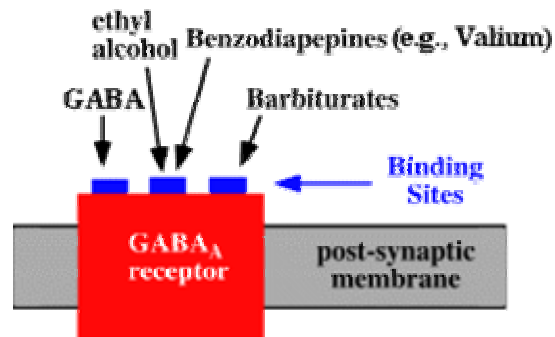 ethyl
alcohol
Benzodiapepines (e.g., Valium)
GABA
Barbiturates
Binding
Sites
GABAA
receptor
post-synaptic
membrane